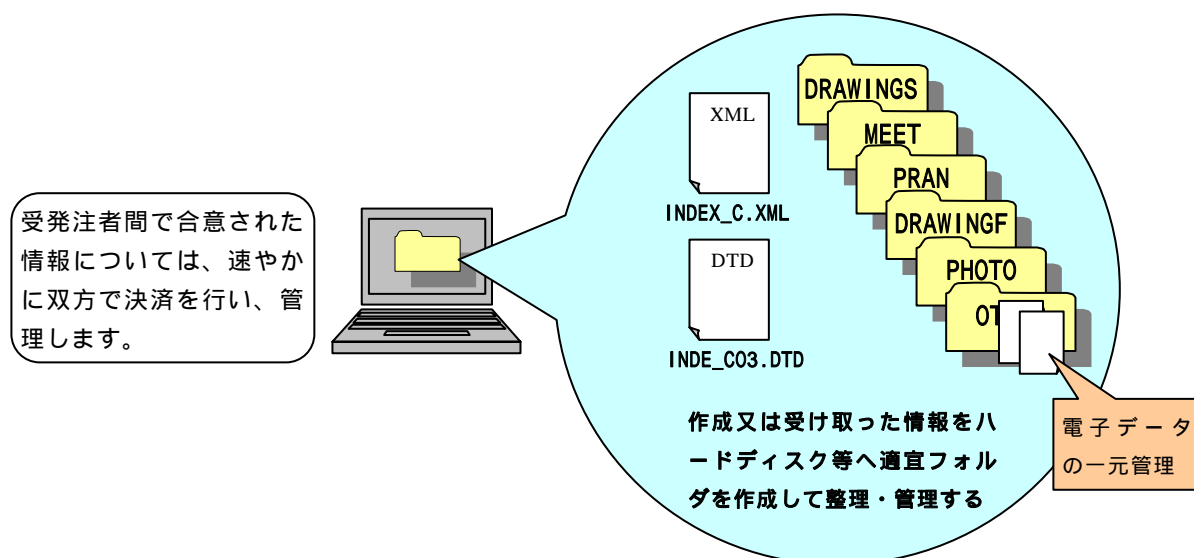 受発注者間で合意された
情報については、速やか
に双方で決済を行い、管
理します。
XML
INDEX_C.XML
DTD
INDE_C03.DTD
DRAWINGS
MEET
PRAN
DRAWINGF
PHOTO
作成又は受け取った情報をハ
ードディスク等へ適宜フォル
ダを作成して整理・管理する
電子データ
の一元管理